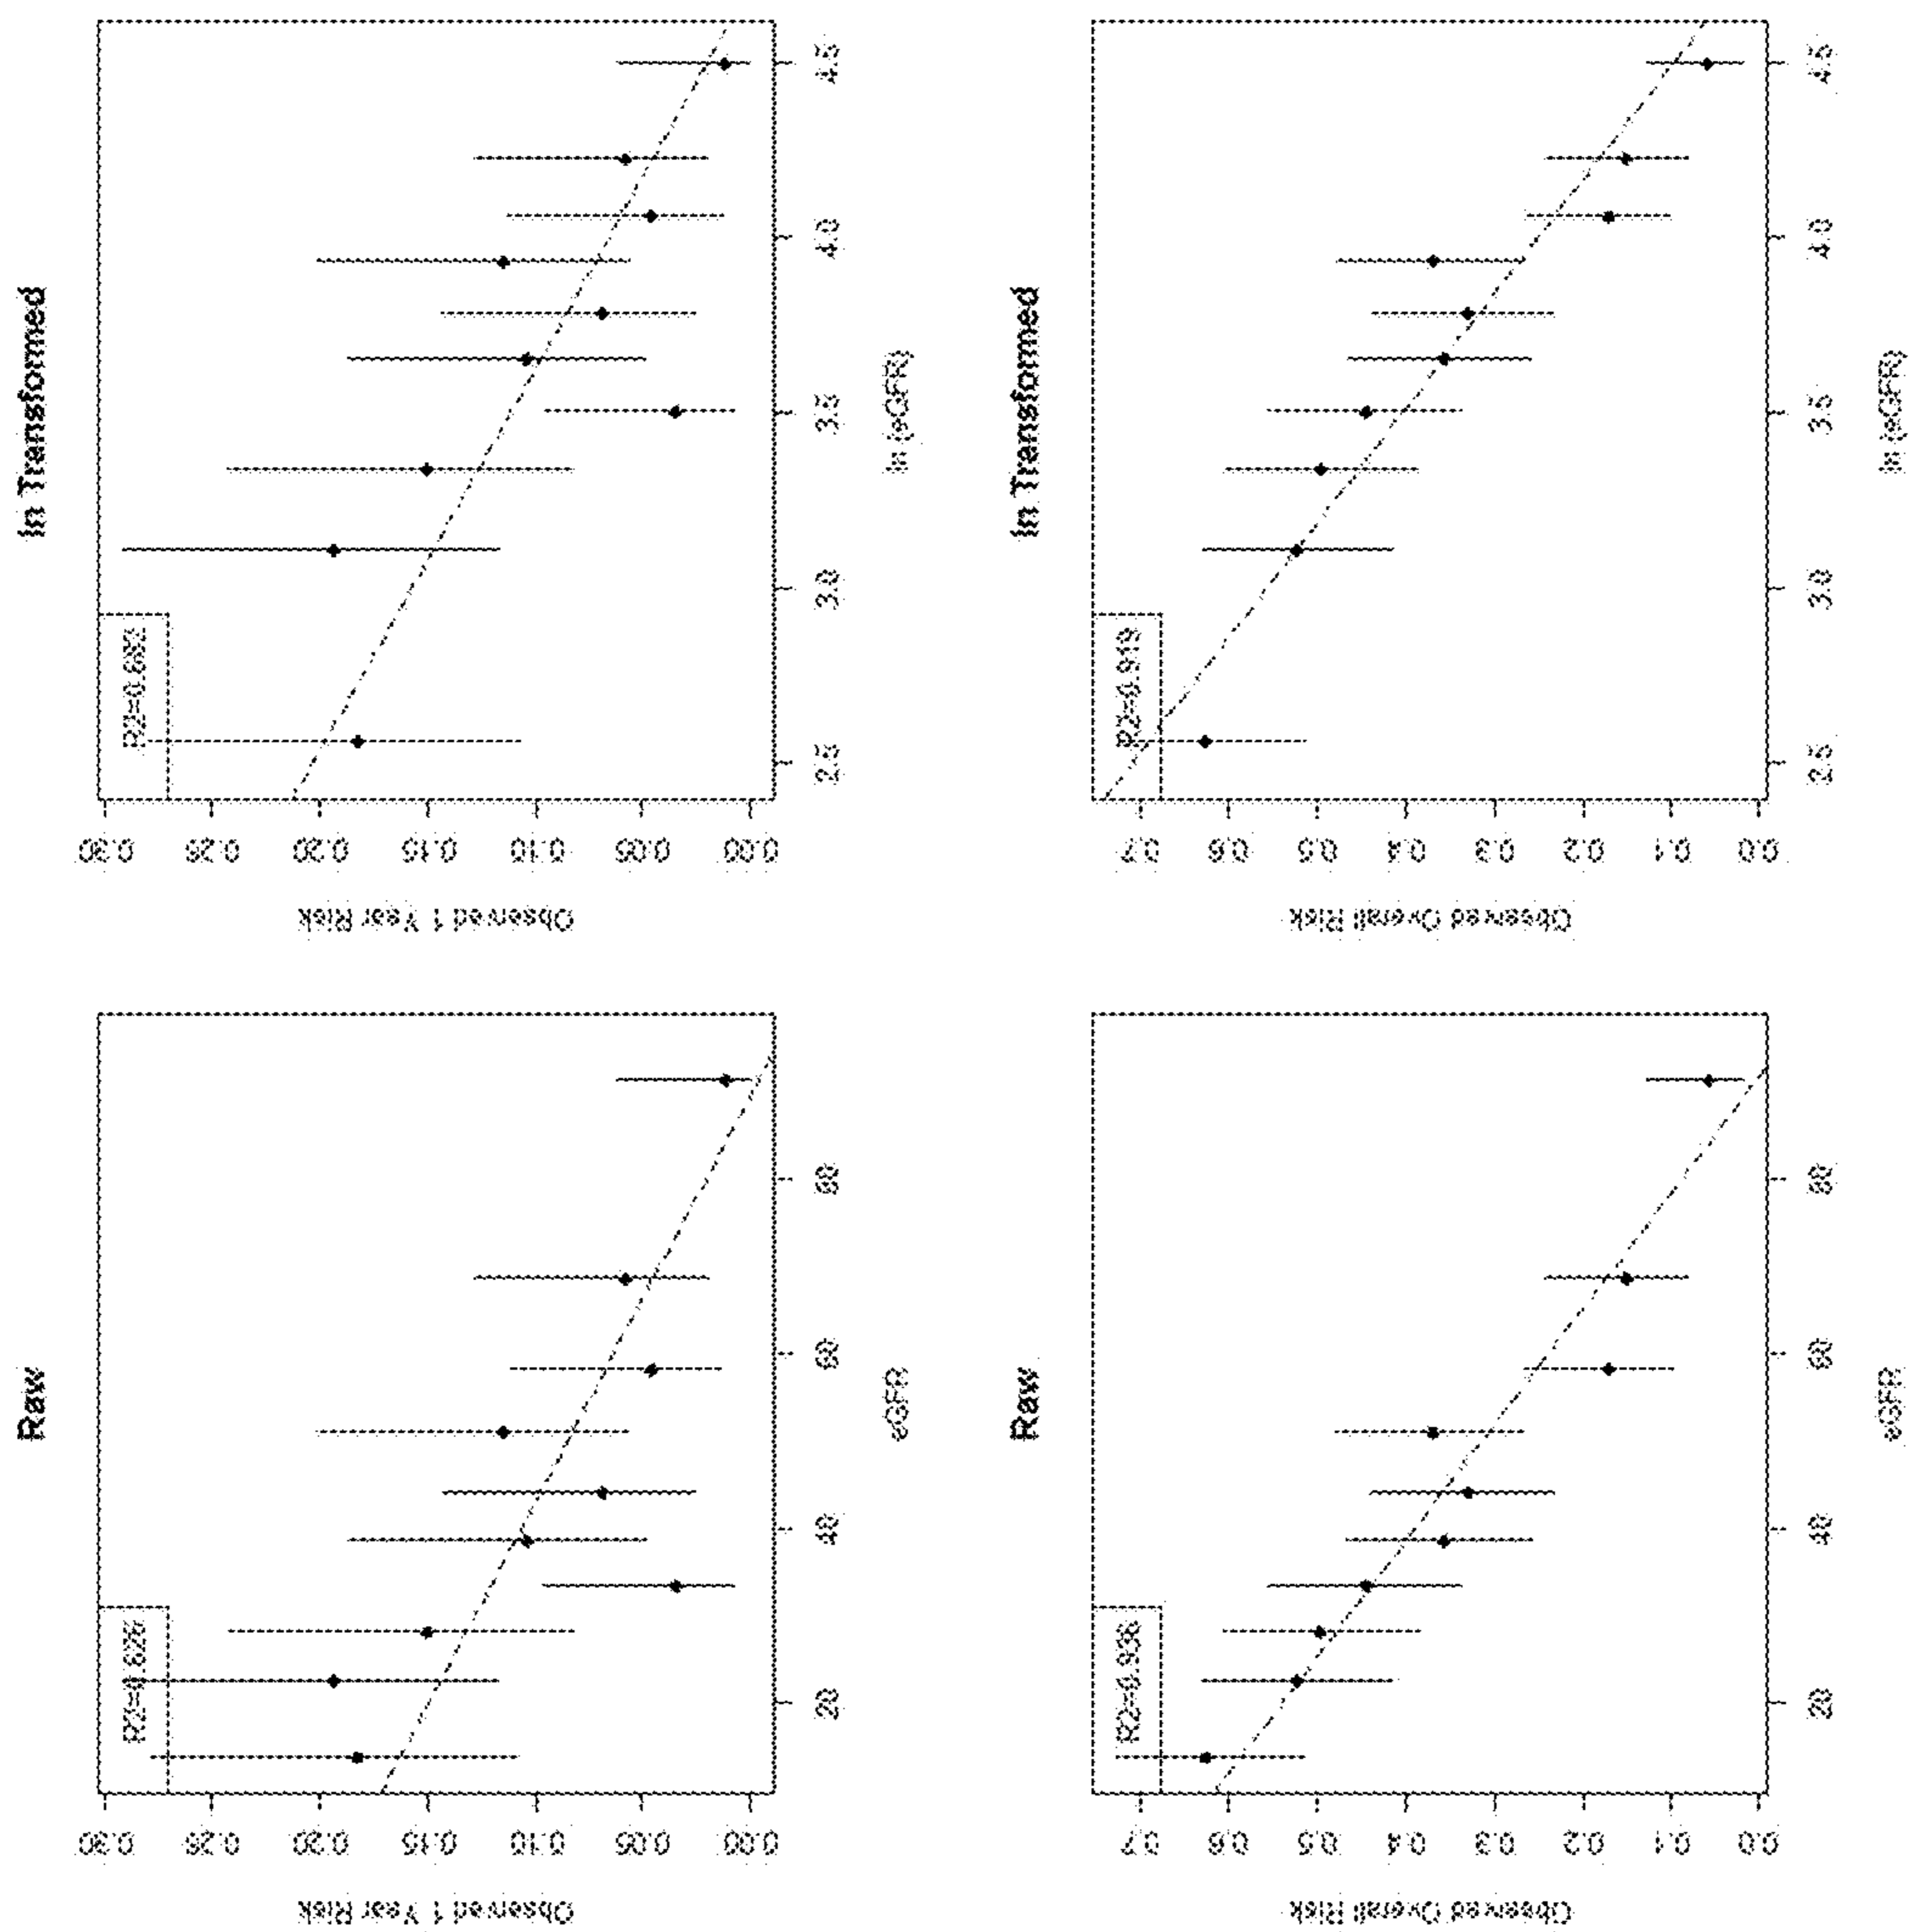 Raw
R2=0.626
0.30
0.25
0.20
0.15
0.10
0.05
0.00
Observed 1 Year Risk
20 40 60 80
eGFR
ln Transformed
R2=0.682
0.30
0.25
0.20
0.15
0.10
0.05
0.00
Observed 1 Year Risk
2.5 3.0 3.5 4.0 4.5
ln (eGFR)
Raw
R2=0.936
0.7
0.6
0.5
0.4
0.3
0.2
0.1
0.0
Observed Overall Risk
20 40 60 80
eGFR
ln Transformed
R2=0.919
0.7
0.6
0.5
0.4
0.3
0.2
0.1
0.0
Observed Overall Risk
2.5 3.0 3.5 4.0 4.5
ln (eGFR)